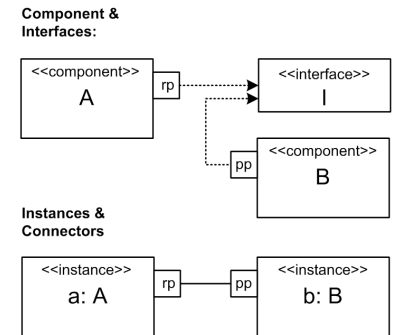 Component &
Interfaces:
<<component>>
A
rp
<<interface>>
I
<<component>>
B
pp
Instances &
Connectors
<<instance>>
a: A
rp
pp
<<instance>>
b: B